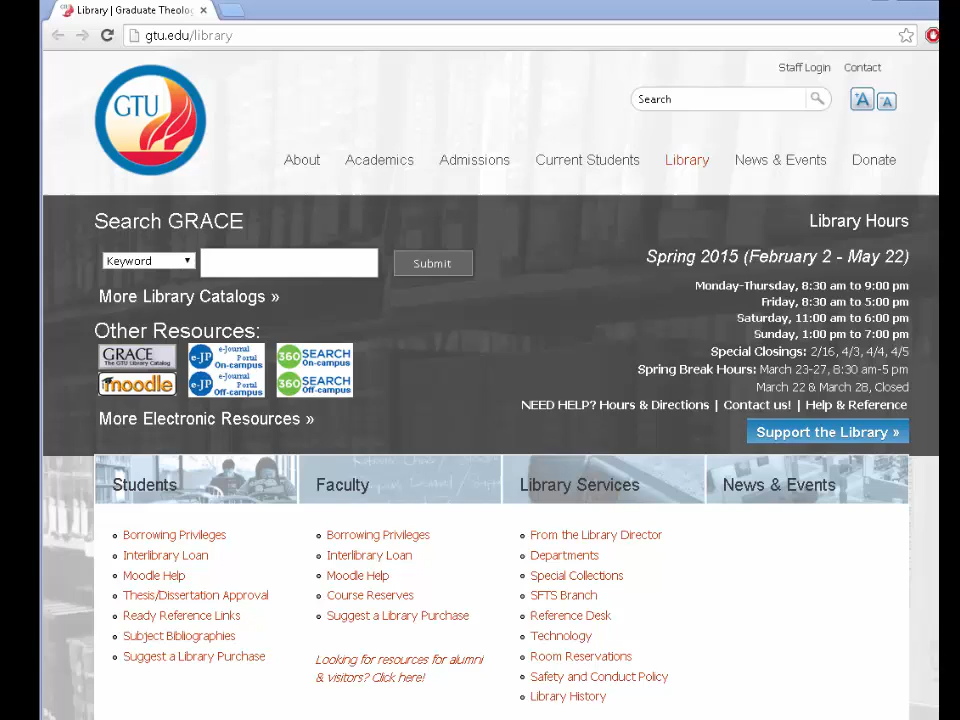 Library | Graduate Theolog
gtu.edu/library
Staff Login Contact
Search
A A
GTU
About Academics Admissions Current Students Library News & Events Donate
Search GRACE
Keyword
Submit
More Library Catalogs »
Other Resources:
GRACE
The GTU Library Catalog
moodle
e-JP e-Journal Portal On-campus
e-JP e-Journal Portal Off-campus
360 SEARCH On-campus
360 SEARCH Off-campus
More Electronic Resources »
Library Hours
Spring 2015 (February 2 - May 22)
Monday-Thursday, 8:30 am to 9:00 pm
Friday, 8:30 am to 5:00 pm
Saturday, 11:00 am to 6:00 pm
Sunday, 1:00 pm to 7:00 pm
Special Closings: 2/16, 4/3, 4/4, 4/5
Spring Break Hours: March 23-27, 8:30 am-5 pm
March 22 & March 28, Closed
NEED HELP? Hours & Directions | Contact us! | Help & Reference
Support the Library »
Students
Borrowing Privileges
Interlibrary Loan
Moodle Help
Thesis/Dissertation Approval
Ready Reference Links
Subject Bibliographies
Suggest a Library Purchase
Faculty
Borrowing Privileges
Interlibrary Loan
Moodle Help
Course Reserves
Suggest a Library Purchase
Looking for resources for alumni
& visitors? Click here!
Library Services
From the Library Director
Departments
Special Collections
SFTS Branch
Reference Desk
Technology
Room Reservations
Safety and Conduct Policy
Library History
News & Events